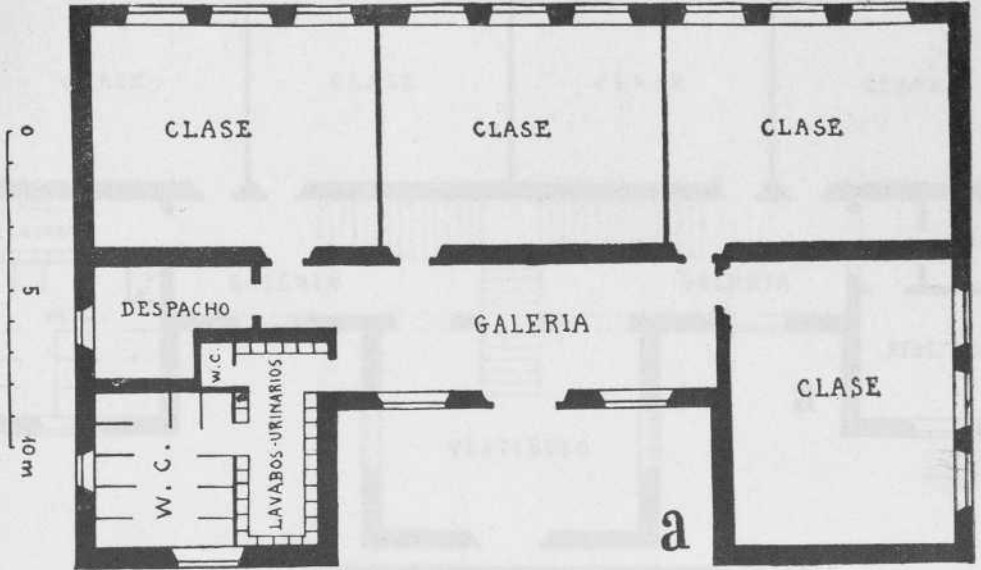 CLASE
CLASE
CLASE
0
5
10 m
DESPACHO
GALERIA
W.C.
LAVABOS-URINARIOS
CLASE
W. C.
a